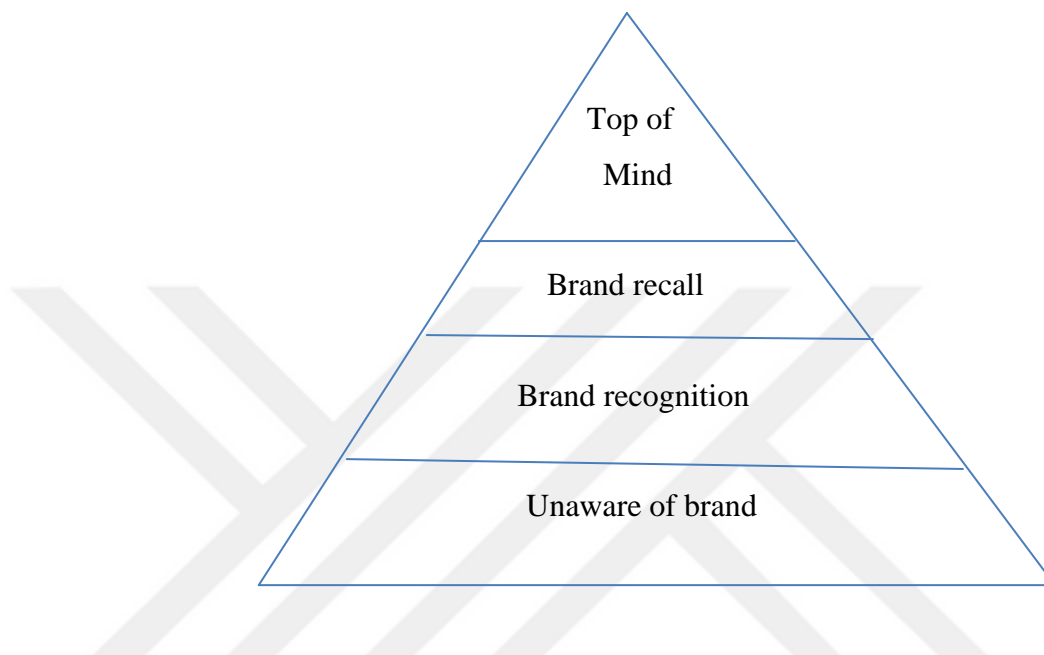 Top of
Mind
Brand recall
Brand recognition
Unaware of brand